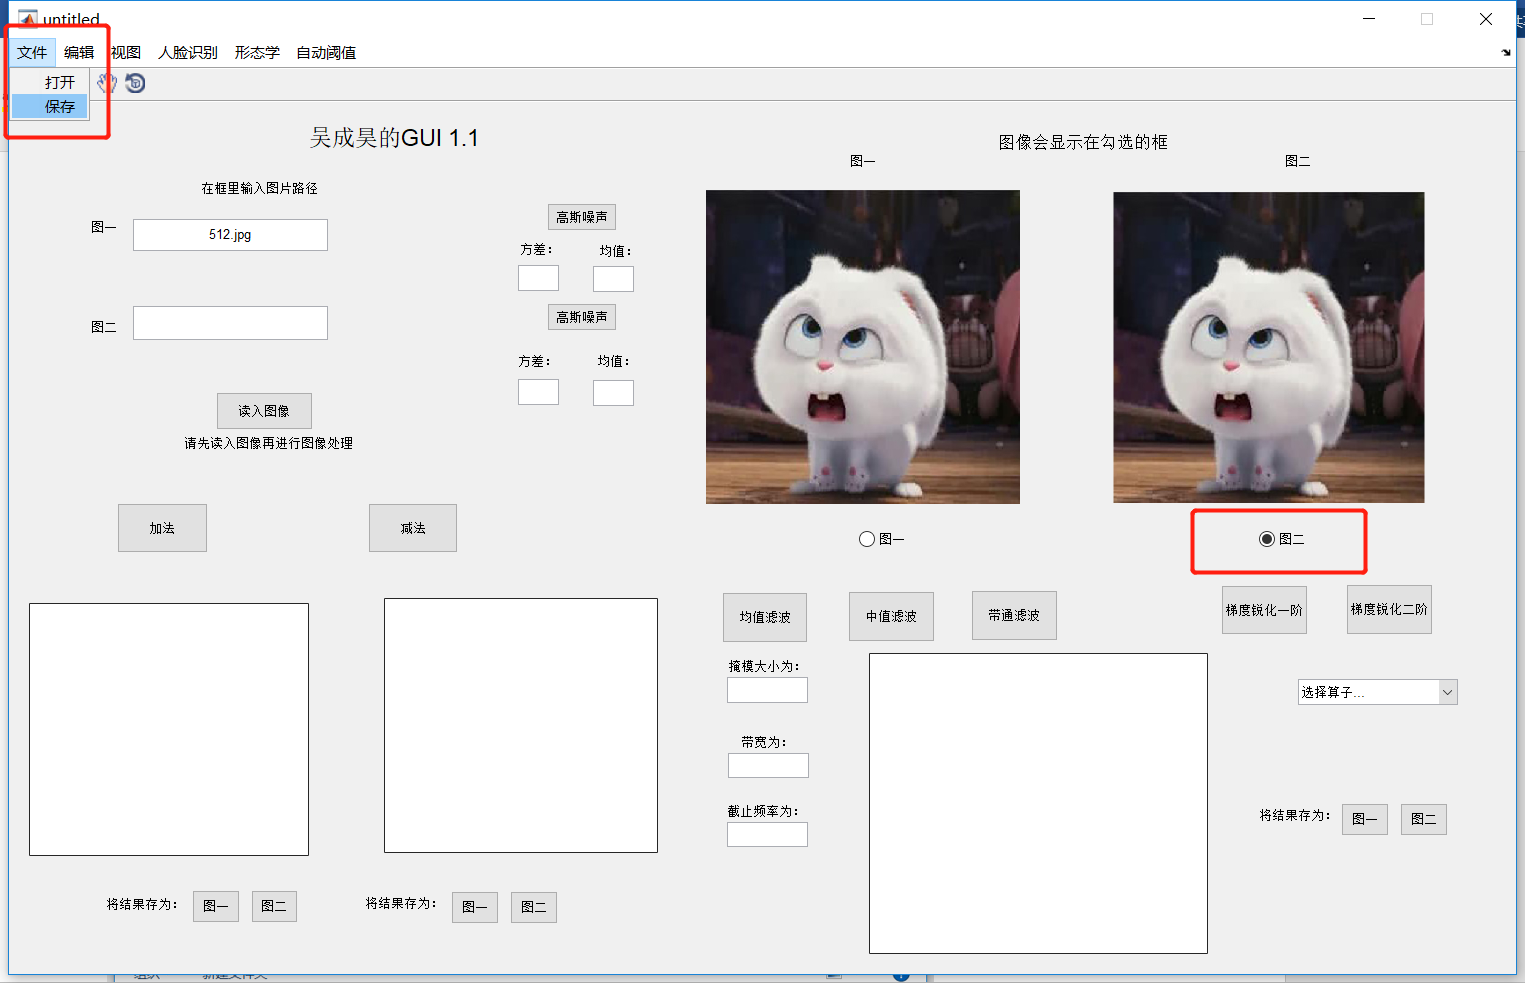 untitled
文件 编辑 视图 人脸识别 形态学 自动阈值
打开
保存
吴成昊的GUI 1.1
图像会显示在勾选的框
图一
图二
在框里输入图片路径
图一
512.jpg
图二
读入图像
请先读入图像再进行图像处理
高斯噪声
方差：
均值：
高斯噪声
方差：
均值：
加法
减法
图一
图二
均值滤波
中值滤波
带通滤波
梯度锐化一阶
梯度锐化二阶
掩模大小为：
带宽为：
截止频率为：
选择算子...
将结果存为：
图一
图二
将结果存为：
图一
图二
将结果存为：
图一
图二